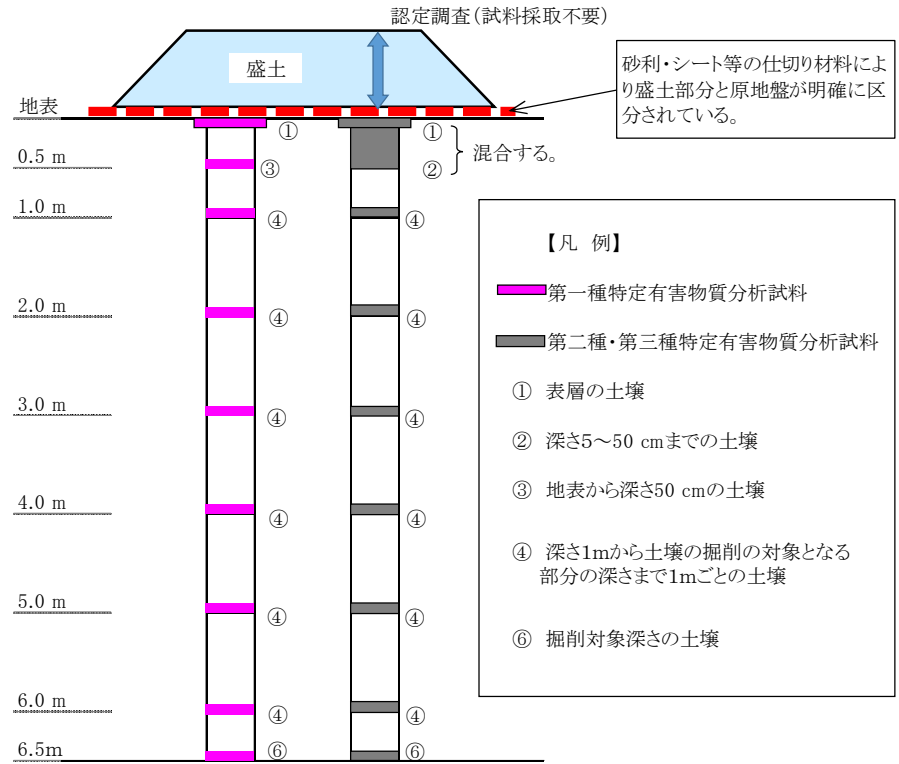 認定調査(試料採取不要)
盛土
砂利・シート等の仕切り材料によ
り盛土部分と原地盤が明確に区
分されている。
地表
① ①
0.5 m ③ ② 混合する。
1.0 m ④ ④
【凡 例】
第一種特定有害物質分析試料
2.0 m ④ ④
第二種・第三種特定有害物質分析試料
① 表層の土壌
3.0 m ④ ④
② 深さ5～50 cmまでの土壌
③ 地表から深さ50 cmの土壌
4.0 m ④ ④
④ 深さ1mから土壌の掘削の対象となる
部分の深さまで1mごとの土壌
5.0 m ④ ④
⑥ 掘削対象深さの土壌
6.0 m ④ ④
6.5m ⑥ ⑥